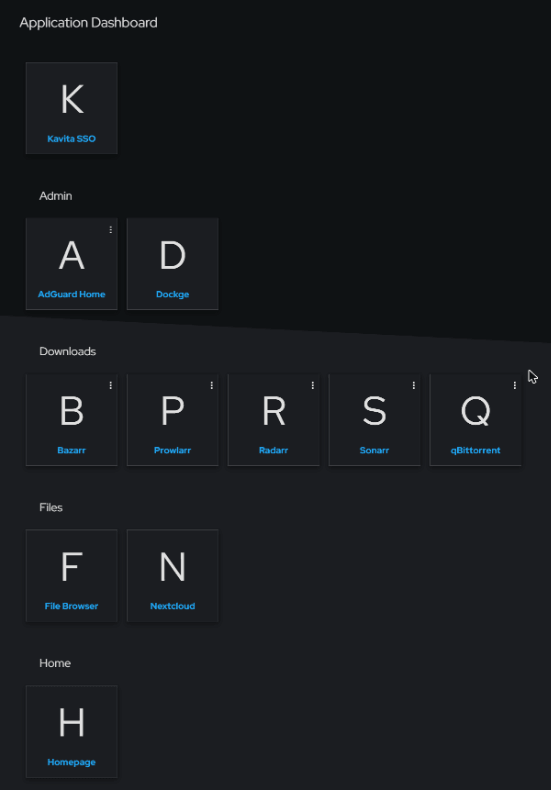 Application Dashboard
K
Kavita SSO
Admin
A D
AdGuard Home Dockge
Downloads
B P R S Q
Bazarr Prowlarr Radarr Sonarr qBittorrent
Files
F N
File Browser Nextcloud
Home
H
Homepage